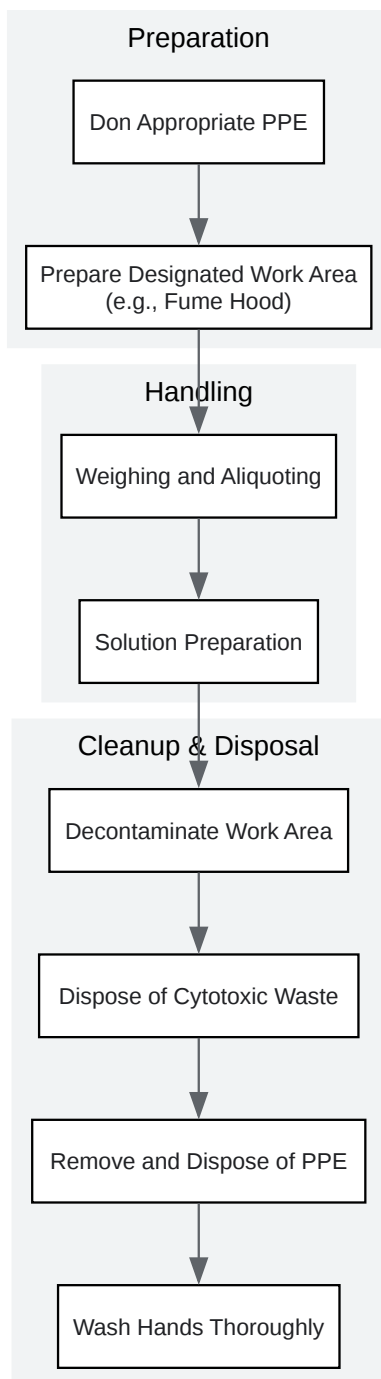 Preparation
Don Appropriate PPE
Prepare Designated Work Area
(e.g., Fume Hood)
Handling
Weighing and Aliquoting
Solution Preparation
Cleanup & Disposal
Decontaminate Work Area
Dispose of Cytotoxic Waste
Remove and Dispose of PPE
Wash Hands Thoroughly